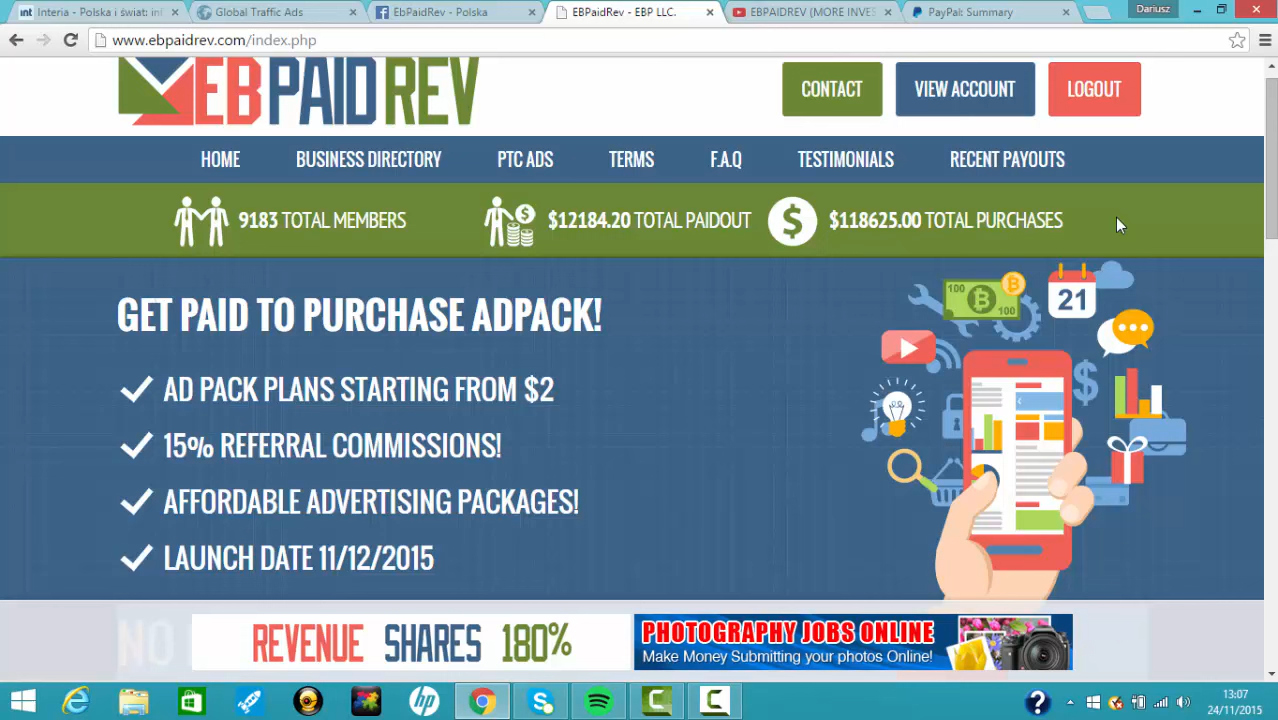 Interia - Polska i świat: inf
Global Traffic Ads
EbPaidRev - Polska
EBPaidRev - EBP LLC.
EBPAIDREV (MORE INVES
PayPal: Summary
Dariusz
www.ebpaidrev.com/index.php
EBPAIDREV
CONTACT
VIEW ACCOUNT
LOGOUT
HOME
BUSINESS DIRECTORY
PTC ADS
TERMS
F.A.Q
TESTIMONIALS
RECENT PAYOUTS
9183 TOTAL MEMBERS
$12184.20 TOTAL PAIDOUT
$118625.00 TOTAL PURCHASES
GET PAID TO PURCHASE ADPACK!
AD PACK PLANS STARTING FROM $2
15% REFERRAL COMMISSIONS!
AFFORDABLE ADVERTISING PACKAGES!
LAUNCH DATE 11/12/2015
100
100
21
NO
REVENUE SHARES 180%
PHOTOGRAPHY JOBS ONLINE
Make Money Submitting your photos Online!
13:07
24/11/2015